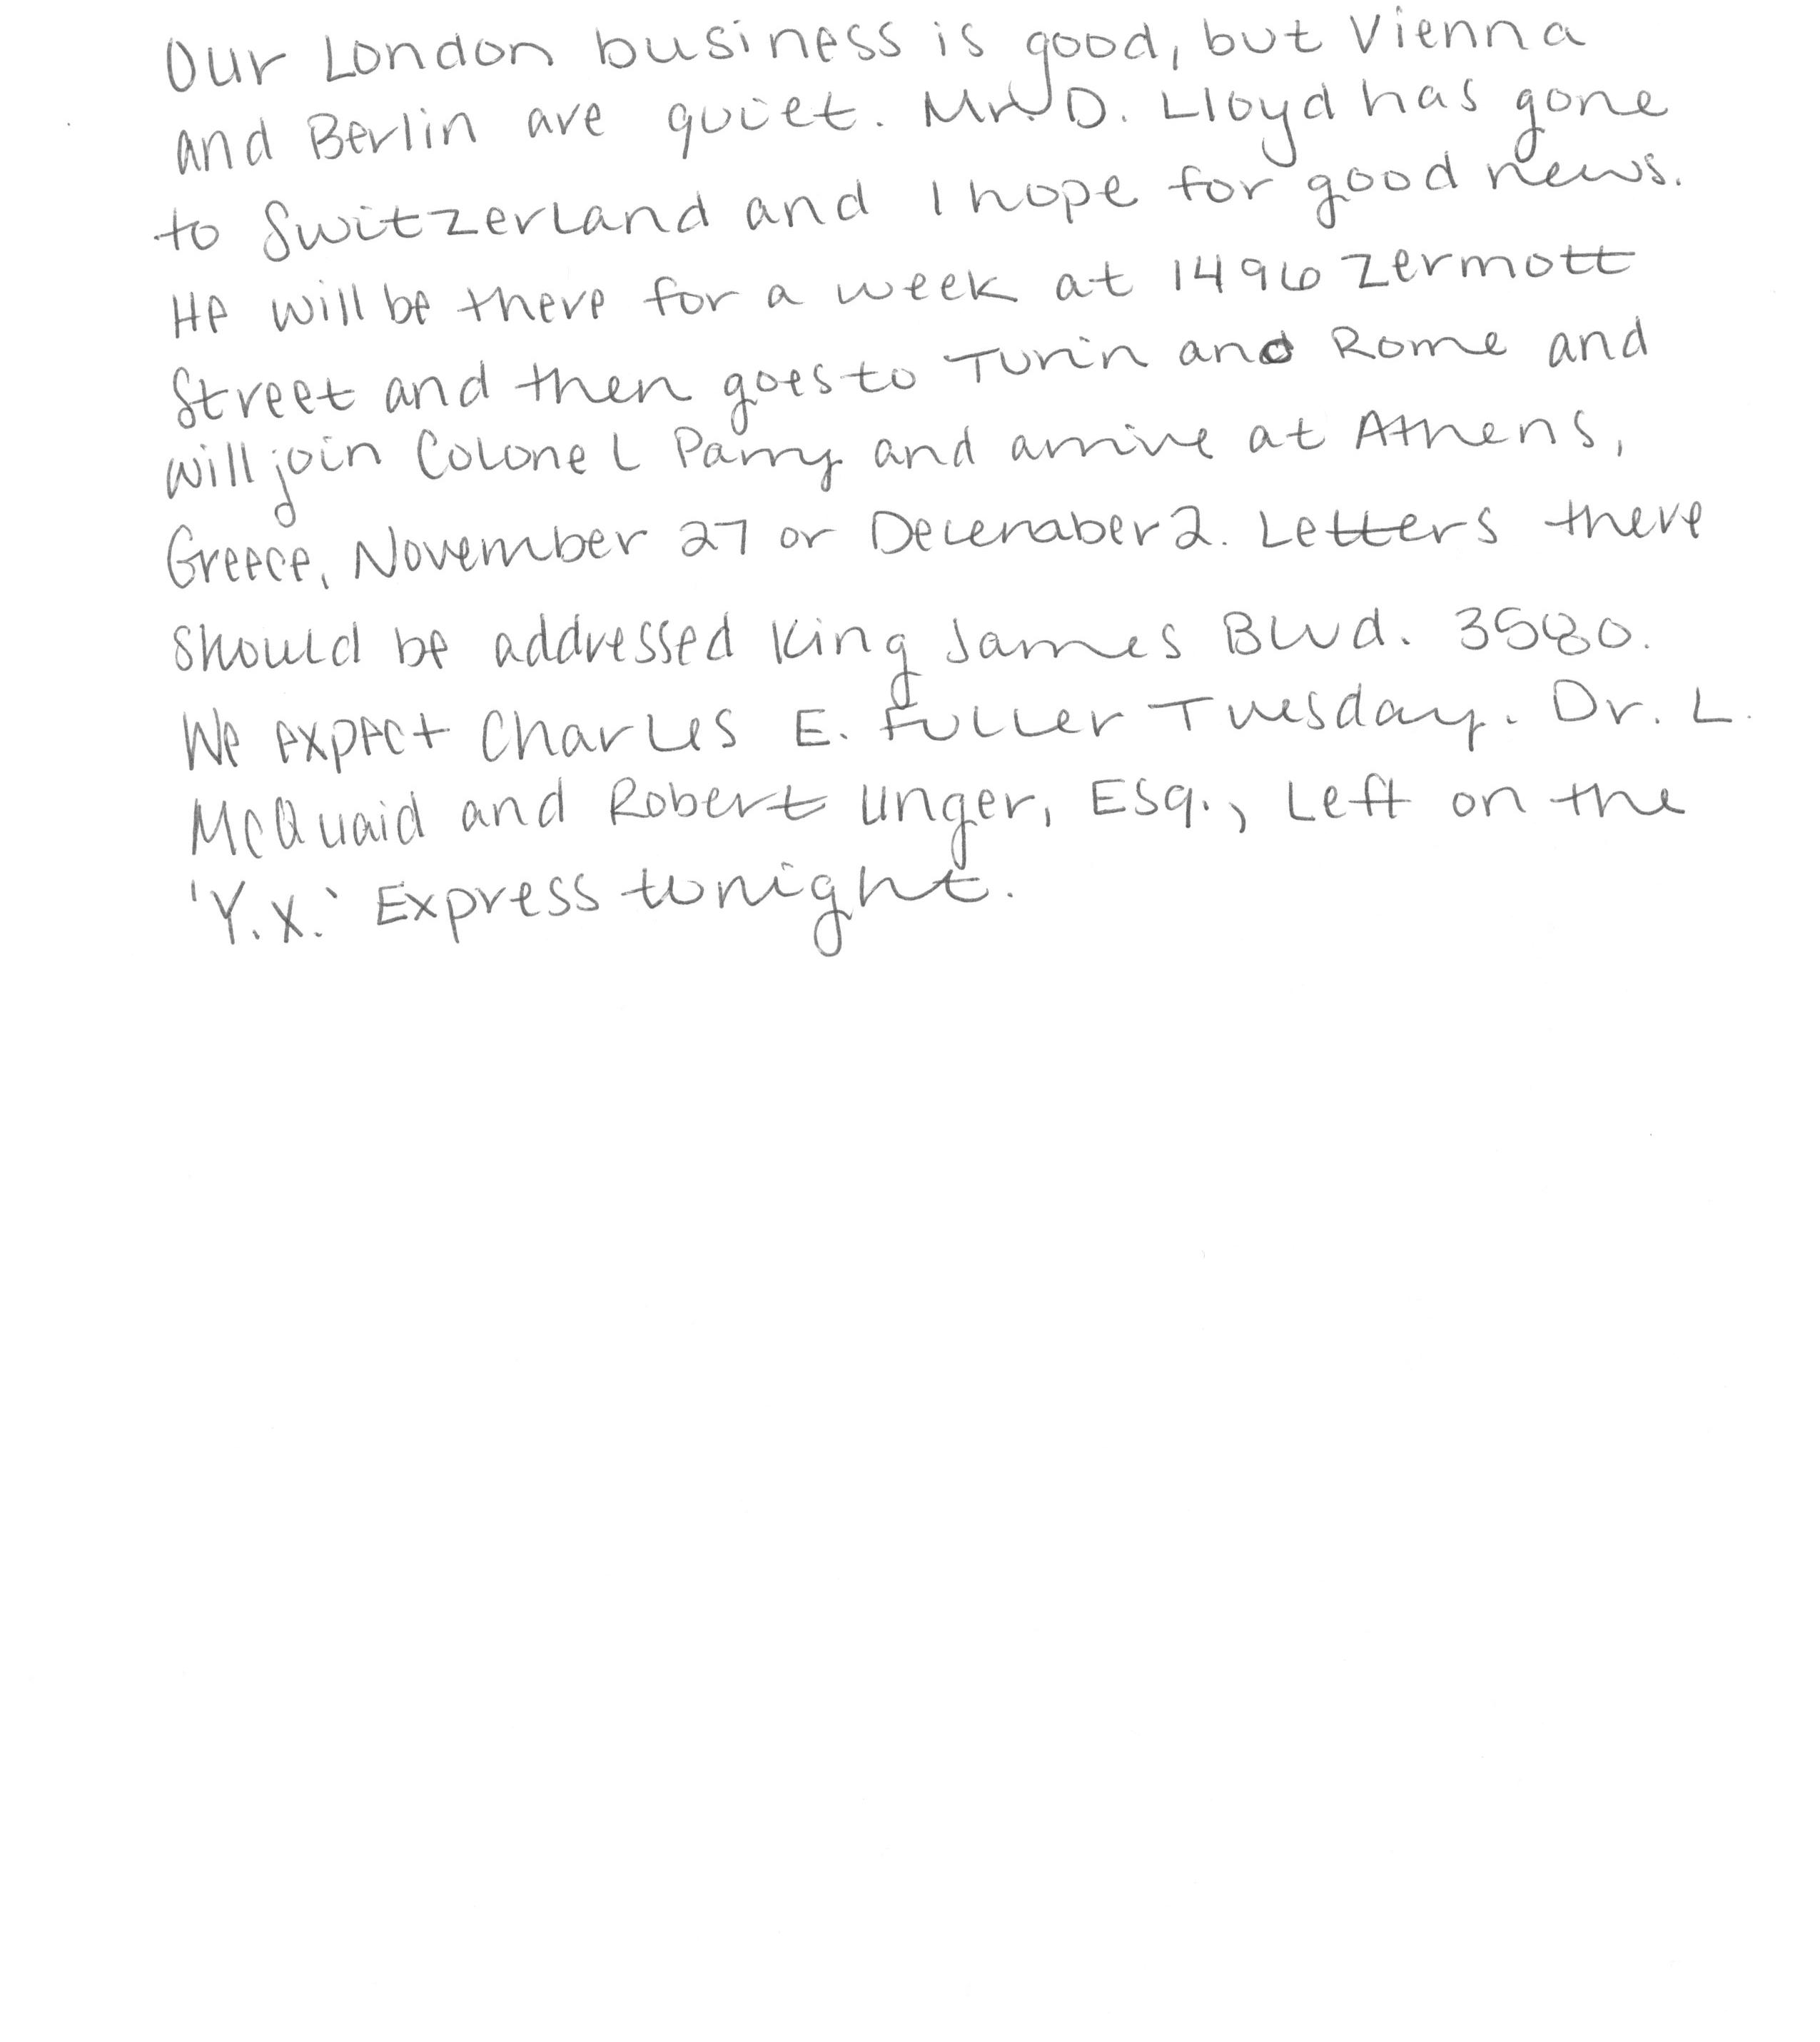 Our London business is good, but Vienna
and Berlin are quiet. Mr. D. Lloyd has gone
to Switzerland and I hope for good news.
He will be there for a week at 1496 Zermott
Street and then goes to Turin and Rome and
will join Colonel Parry and arrive at Athens,
Greece, November 27 or December 2. Letters there
should be addressed King James Blvd. 3580.
We expect Charles E. Fuller Tuesday. Dr. L.
McQuaid and Robert Unger, Esq., left on the
'Y.X.' Express tonight.